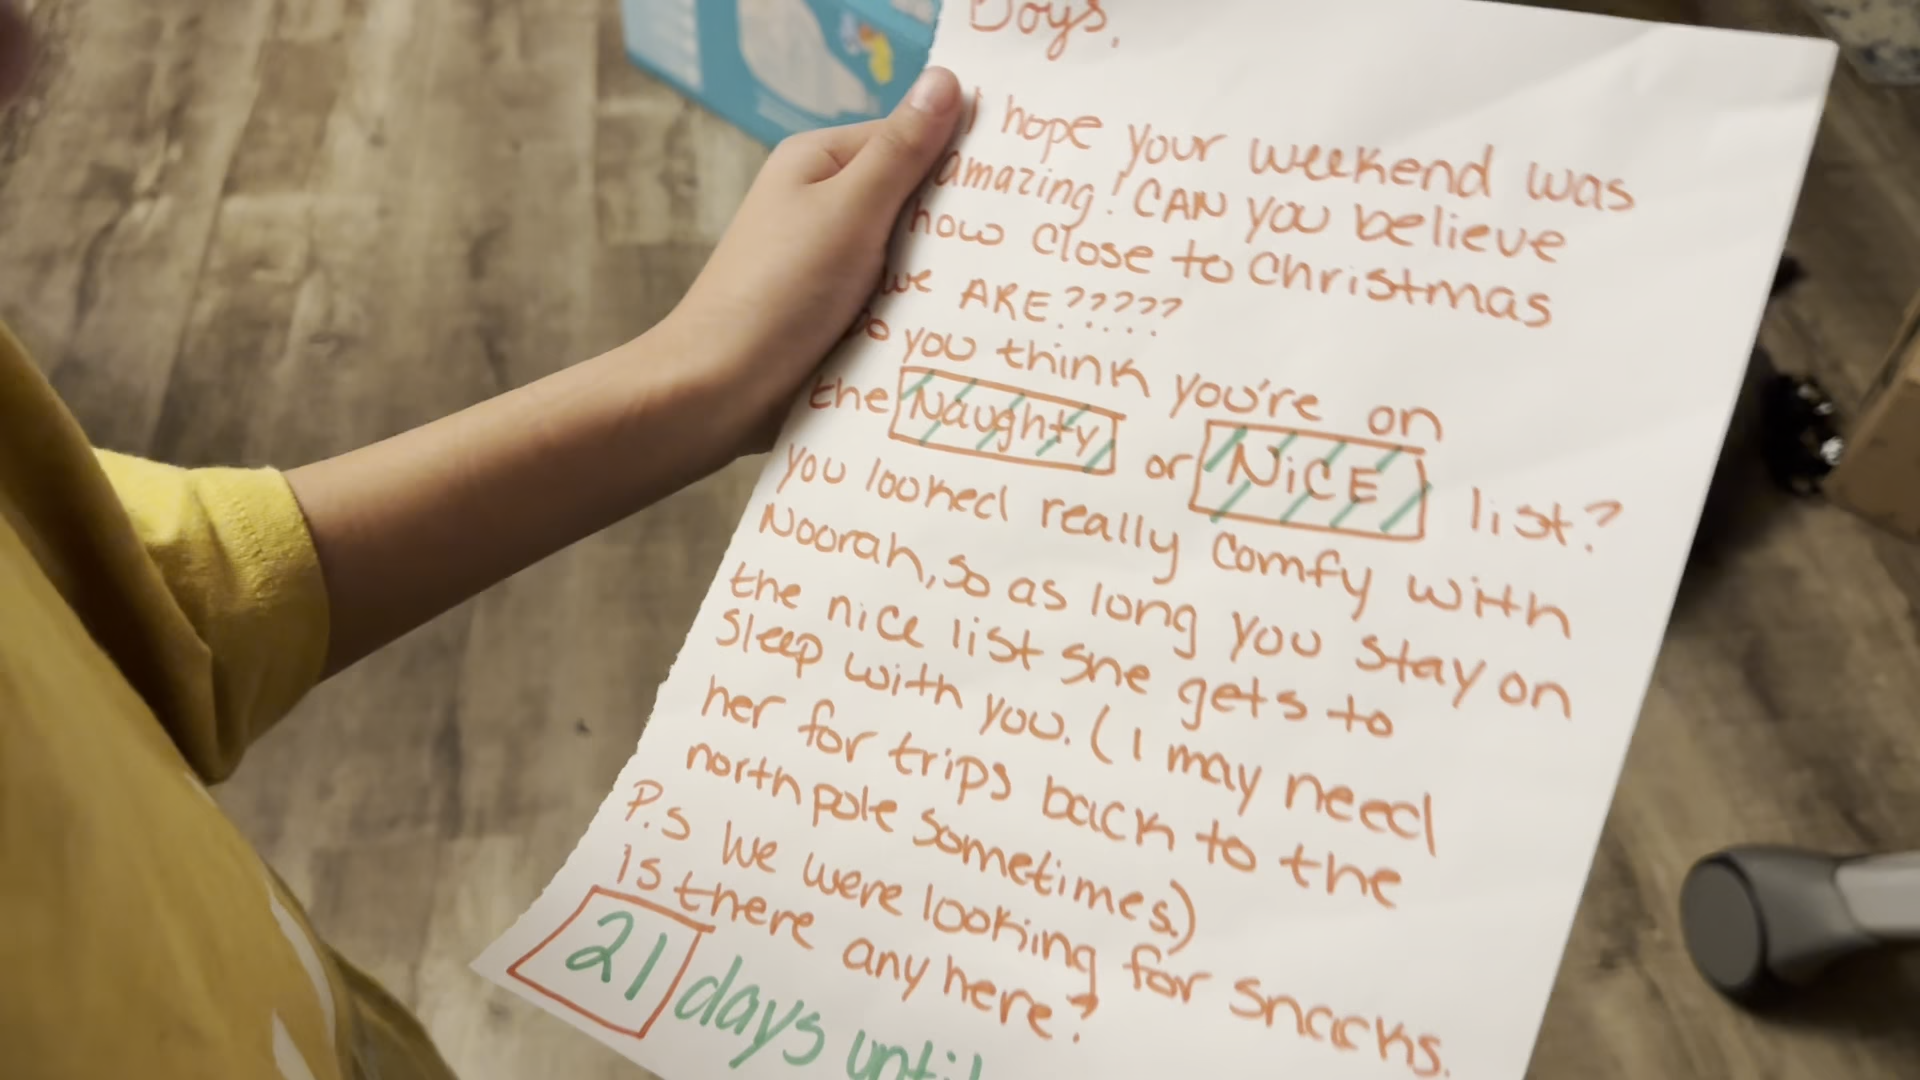 Boys,
I hope your weekend was
amazing! CAN you believe
how close to Christmas
we ARE?????
Do you think you're on
the Naughty or NiCE list?
you looked really comfy with
Noorah, so as long you stay on
the nice list she gets to
sleep with you. (I may need
her for trips back to the
north pole sometimes.)
P.s we were looking for snacks.
is there any here?
21 days until